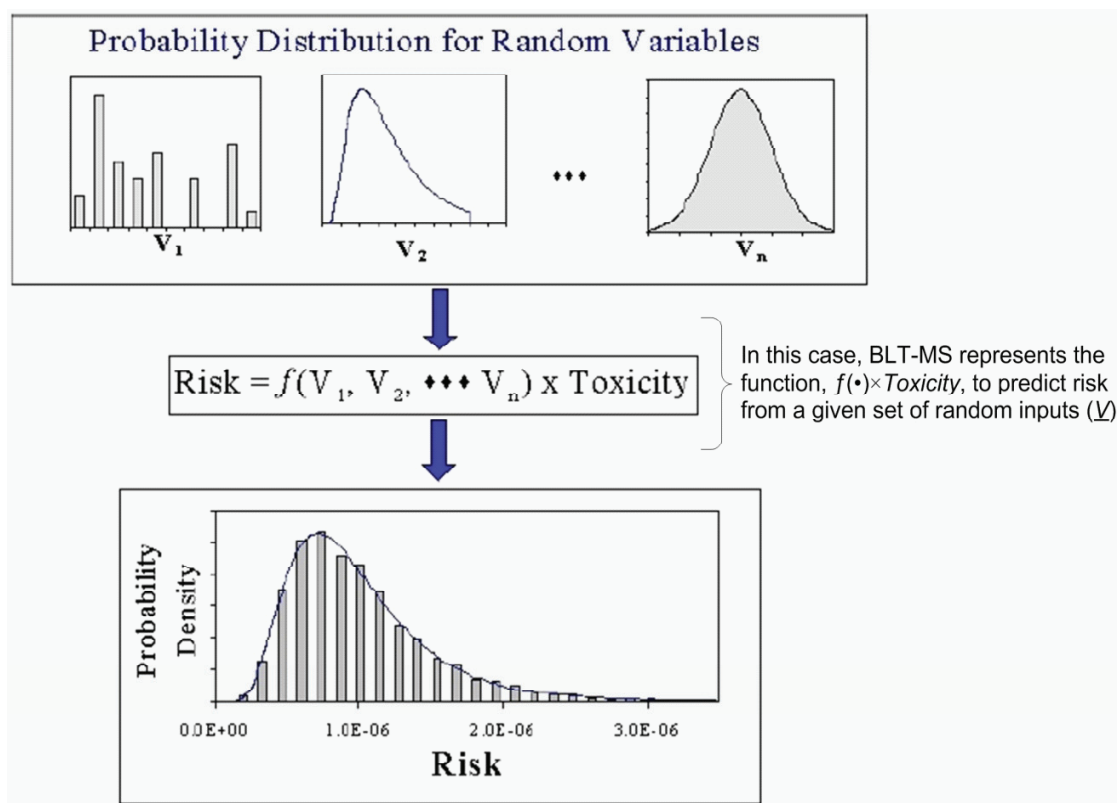 Probability Distribution for Random Variables
V1
V2
♦♦♦
Vn
Risk = f(V1, V2, ♦♦♦ Vn) x Toxicity
In this case, BLT-MS represents the
function, f(•)×Toxicity, to predict risk
from a given set of random inputs (V)
Probability
Density
0.0E+00
1.0E-06
2.0E-06
3.0E-06
Risk